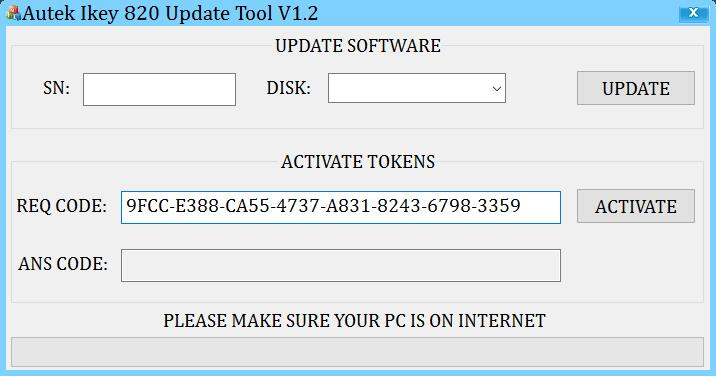 Autek Ikey 820 Update Tool V1.2 X
UPDATE SOFTWARE
SN: DISK: UPDATE
ACTIVATE TOKENS
REQ CODE: 9FCC-E388-CA55-4737-A831-8243-6798-3359 ACTIVATE
ANS CODE:
PLEASE MAKE SURE YOUR PC IS ON INTERNET